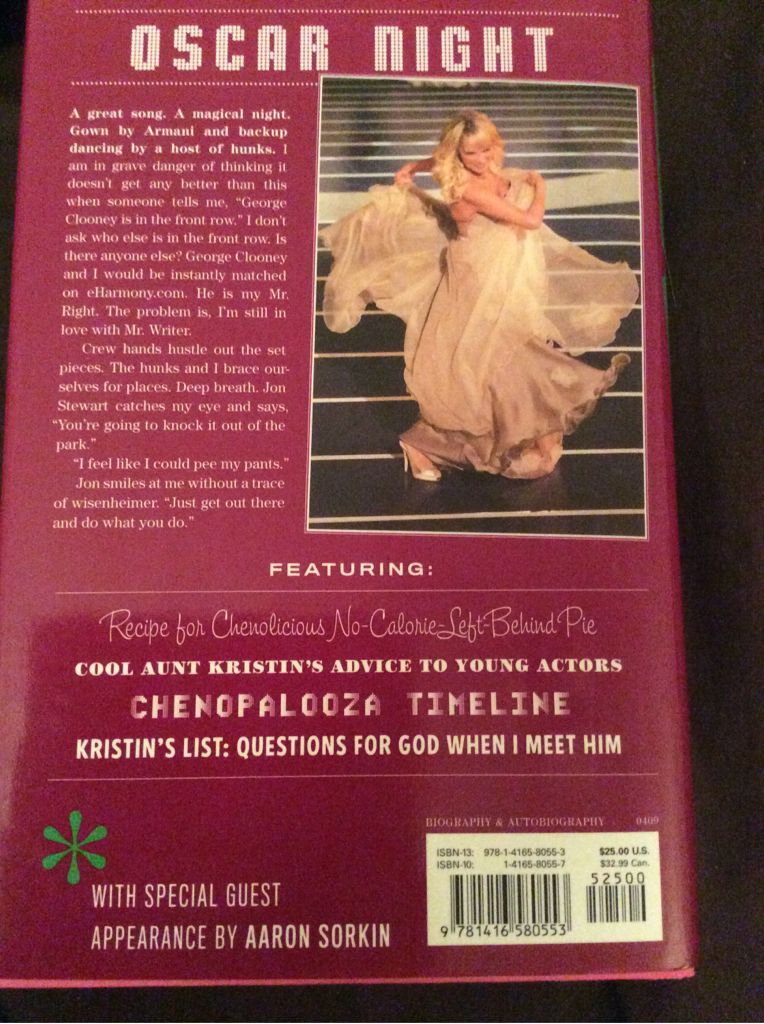 OSCAR NIGHT
A great song. A magical night.
Gown by Armani and backup
dancing by a host of hunks. I
am in grave danger of thinking it
doesn't get any better than this
when someone tells me, "George
Clooney is in the front row." I don't
ask who else is in the front row. Is
there anyone else? George Clooney
and I would be instantly matched
on eHarmony.com. He is my Mr.
Right. The problem is, I'm still in
love with Mr. Writer.
Crew hands hustle out the set
pieces. The hunks and I brace our-
selves for places. Deep breath. Jon
Stewart catches my eye and says,
"You're going to knock it out of the
park."
"I feel like I could pee my pants."
Jon smiles at me without a trace
of wisenheimer. "Just get out there
and do what you do."
FEATURING:
Recipe for Chenolicious No-Calorie-Left-Behind Pie
COOL AUNT KRISTIN'S ADVICE TO YOUNG ACTORS
CHENOPALOOZA TIMELINE
KRISTIN'S LIST: QUESTIONS FOR GOD WHEN I MEET HIM
WITH SPECIAL GUEST
APPEARANCE BY AARON SORKIN
BIOGRAPHY & AUTOBIOGRAPHY 0409
ISBN-13: 978-1-4165-8055-3 $25.00 U.S.
ISBN-10: 1-4165-8055-7 $32.99 Can.
52500
9 781416 580553